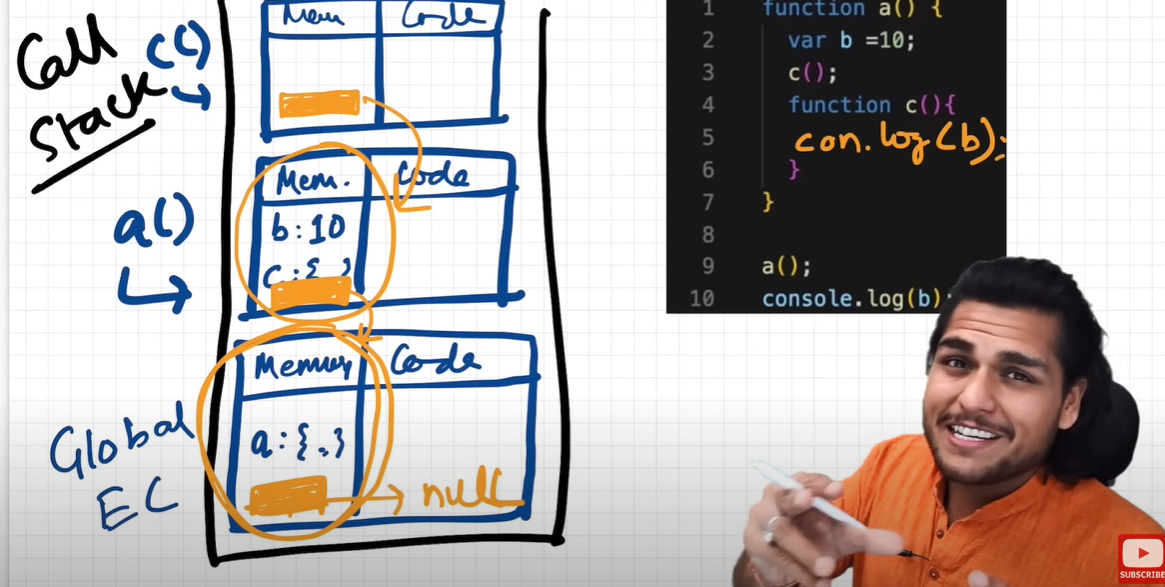 Call
Stack
c()
Mem
Code
a()
Mem.
Code
b:10
c:{ }
Global
EC
Memory
Code
a:{.}
null
1 function a() {
2 var b =10;
3 c();
4 function c(){
5 con.log(b);
6 }
7 }
8
9 a();
10 console.log(b);
SUBSCRIBE